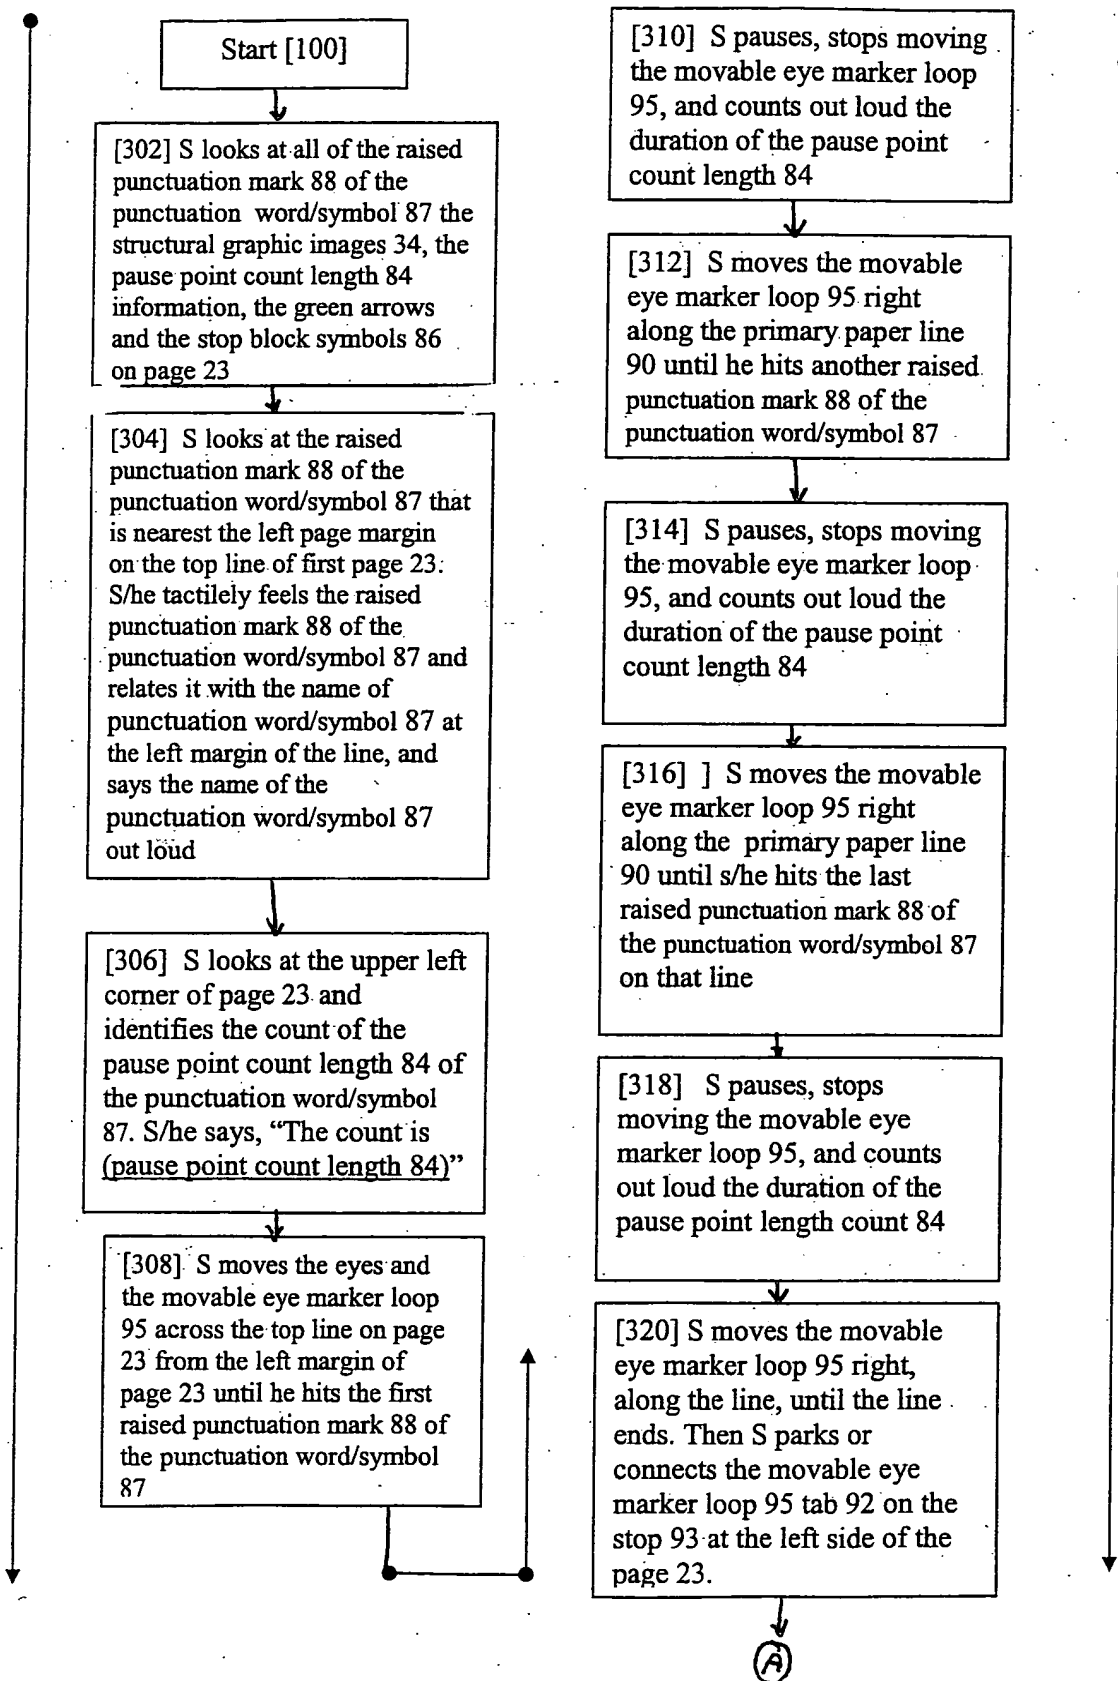 Start [100]
[302] S looks at all of the raised
punctuation mark 88 of the
punctuation word/symbol 87 the
structural graphic images 34, the
pause point count length 84
information, the green arrows
and the stop block symbols 86
on page 23
[304] S looks at the raised
punctuation mark 88 of the
punctuation word/symbol 87 that
is nearest the left page margin
on the top line of first page 23.
S/he tactilely feels the raised
punctuation mark 88 of the
punctuation word/symbol 87 and
relates it with the name of
punctuation word/symbol 87 at
the left margin of the line, and
says the name of the
punctuation word/symbol 87
out loud
[306] S looks at the upper left
corner of page 23 and
identifies the count of the
pause point count length 84 of
the punctuation word/symbol
87. S/he says, “The count is
(pause point count length 84)”
[308] S moves the eyes and
the movable eye marker loop
95 across the top line on page
23 from the left margin of
page 23 until he hits the first
raised punctuation mark 88 of
the punctuation word/symbol
87
[310] S pauses, stops moving
the movable eye marker loop
95, and counts out loud the
duration of the pause point
count length 84
[312] S moves the movable
eye marker loop 95 right
along the primary paper line
90 until he hits another raised
punctuation mark 88 of the
punctuation word/symbol 87
[314] S pauses, stops moving
the movable eye marker loop
95, and counts out loud the
duration of the pause point
count length 84
[316] ] S moves the movable
eye marker loop 95 right
along the primary paper line
90 until s/he hits the last
raised punctuation mark 88 of
the punctuation word/symbol 87
on that line
[318] S pauses, stops
moving the movable eye
marker loop 95, and counts
out loud the duration of the
pause point length count 84
[320] S moves the movable
eye marker loop 95 right,
along the line, until the line
ends. Then S parks or
connects the movable eye
marker loop 95 tab 92 on the
stop 93 at the left side of the
page 23.
A